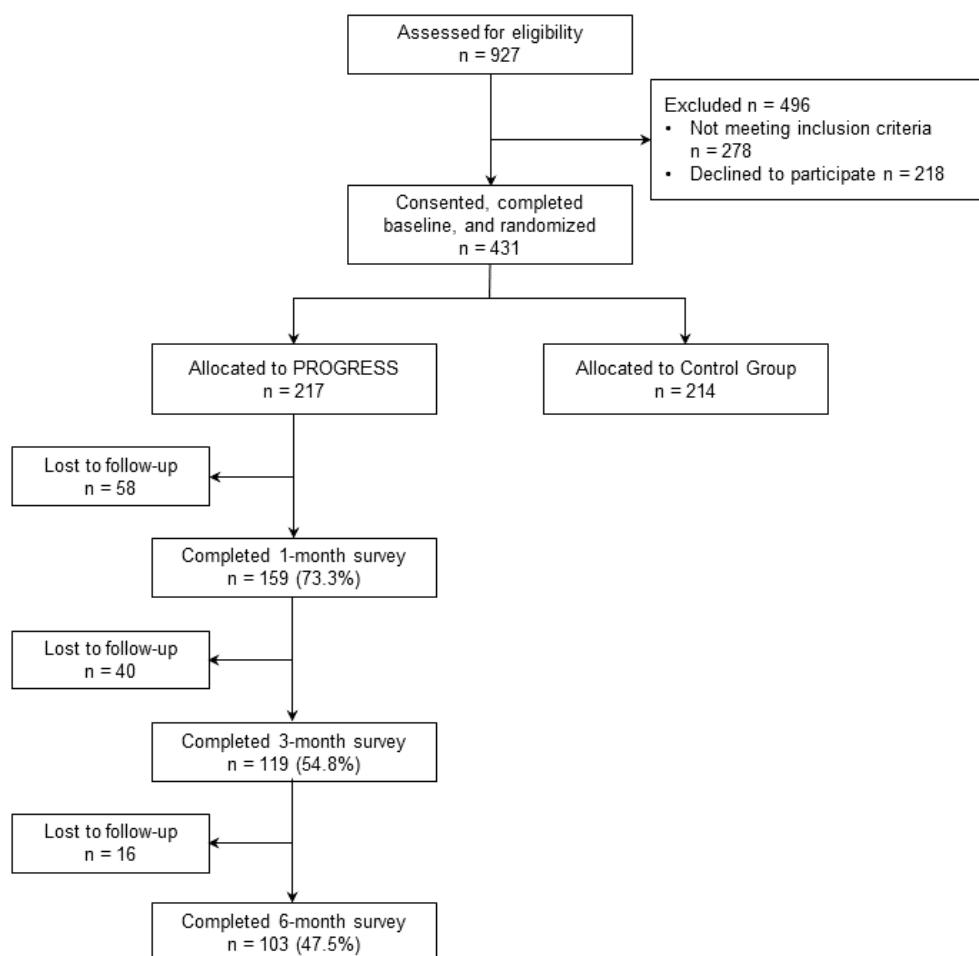 Assessed for eligibility
n = 927
Excluded n = 496
• Not meeting inclusion criteria
n = 278
• Declined to participate n = 218
Consented, completed
baseline, and randomized
n = 431
Allocated to PROGRESS
n = 217
Allocated to Control Group
n = 214
Lost to follow-up
n = 58
Completed 1-month survey
n = 159 (73.3%)
Lost to follow-up
n = 40
Completed 3-month survey
n = 119 (54.8%)
Lost to follow-up
n = 16
Completed 6-month survey
n = 103 (47.5%)